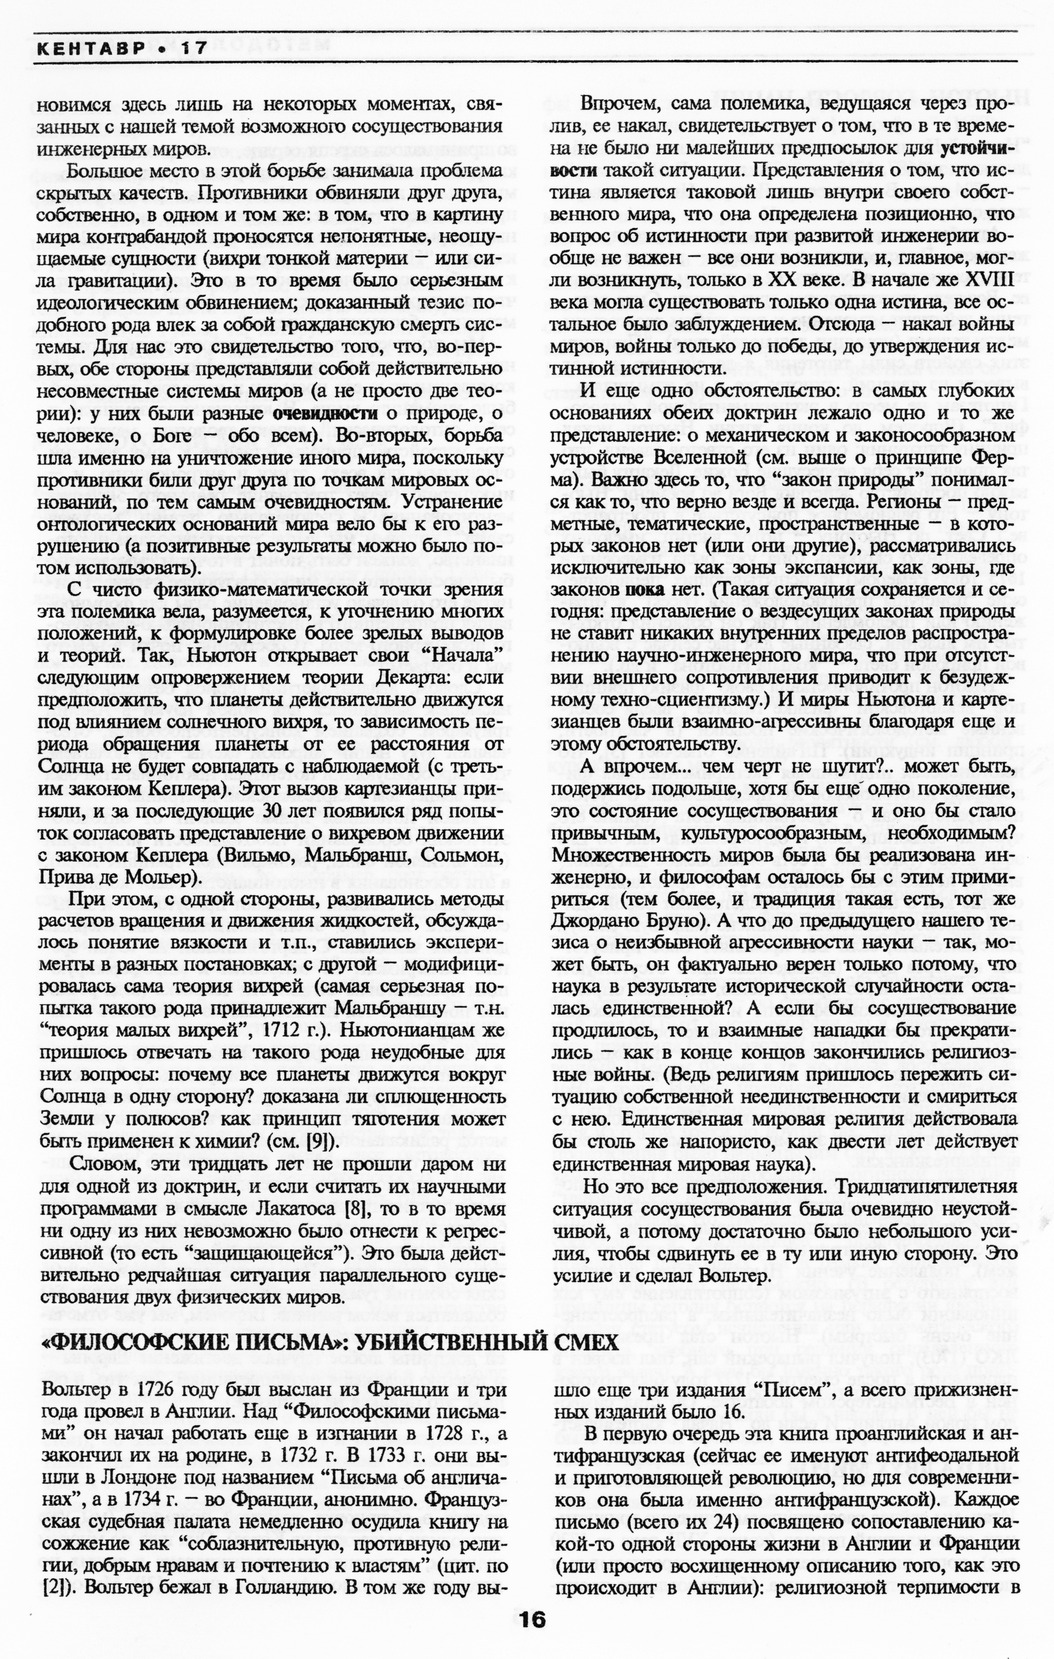 КЕНТАВР • 17
новимся здесь лишь на некоторых моментах, свя-
занных с нашей темой возможного сосуществования
инженерных миров.
Большое место в этой борьбе занимала проблема
скрытых качеств. Противники обвиняли друг друга,
собственно, в одном и том же: в том, что в картину
мира контрабандой проносятся непонятные, неощу-
щаемые сущности (вихри тонкой материи — или си-
ла гравитации). Это в то время было серьезным
идеологическим обвинением; доказанный тезис по-
добного рода влек за собой гражданскую смерть сис-
темы. Для нас это свидетельство того, что, во-пер-
вых, обе стороны представляли собой действительно
несовместные системы миров (а не просто две тео-
рии): у них были разные очевидности о природе, о
человеке, о Боге — обо всем). Во-вторых, борьба
шла именно на уничтожение иного мира, поскольку
противники били друг друга по точкам мировых ос-
нований, по тем самым очевидностям. Устранение
онтологических оснований мира вело бы к его раз-
рушению (а позитивные результаты можно было по-
том использовать).
С чисто физико-математической точки зрения
эта полемика вела, разумеется, к уточнению многих
положений, к формулировке более зрелых выводов
и теорий. Так, Ньютон открывает свои “Начала”
следующим опровержением теории Декарта: если
предположить, что планеты действительно движутся
под влиянием солнечного вихря, то зависимость пе-
риода обращения планеты от ее расстояния от
Солнца не будет совпадать с наблюдаемой (с треть-
им законом Кеплера). Этот вызов картезианцы при-
няли, и за последующие 30 лет появился ряд попы-
ток согласовать представление о вихревом движении
с законом Кеплера (Вильмо, Мальбранш, Сольмон,
Прива де Мольер).
При этом, с одной стороны, развивались методы
расчетов вращения и движения жидкостей, обсужда-
лось понятие вязкости и т.п., ставились экспери-
менты в разных постановках; с другой — модифици-
ровалась сама теория вихрей (самая серьезная по-
пытка такого рода принадлежит Мальбраншу — т.н.
“теория малых вихрей”, 1712 г.). Ньютонианцам же
пришлось отвечать на такого рода неудобные для
них вопросы: почему все планеты движутся вокруг
Солнца в одну сторону? доказана ли сплющенность
Земли у полюсов? как принцип тяготения может
быть применен к химии? (см. [9]).
Словом, эти тридцать лет не прошли даром ни
для одной из доктрин, и если считать их научными
программами в смысле Лакатоса [8], то в то время
ни одну из них невозможно было отнести к регрес-
сивной (то есть “защищающейся”). Это была дейст-
вительно редчайшая ситуация параллельного суще-
ствования двух физических миров.
Впрочем, сама полемика, ведущаяся через про-
лив, ее накал, свидетельствует о том, что в те време-
на не было ни малейших предпосылок для устойчи-
вости такой ситуации. Представления о том, что ис-
тина является таковой лишь внутри своего собст-
венного мира, что она определена позиционно, что
вопрос об истинности при развитой инженерии во-
обще не важен — все они возникли, и, главное, мог-
ли возникнуть, только в XX веке. В начале же XVIII
века могла существовать только одна истина, все ос-
тальное было заблуждением. Отсюда — накал войны
миров, войны только до победы, до утверждения ис-
тинной истинности.
И еще одно обстоятельство: в самых глубоких
основаниях обеих доктрин лежало одно и то же
представление: о механическом и законосообразном
устройстве Вселенной (см. выше о принципе Фер-
ма). Важно здесь то, что “закон природы” понимал-
ся как то, что верно везде и всегда. Регионы — пред-
метные, тематические, пространственные — в кото-
рых законов нет (или они другие), рассматривались
исключительно как зоны экспансии, как зоны, где
законов пока нет. (Такая ситуация сохраняется и се-
годня: представление о вездесущих законах природы
не ставит никаких внутренних пределов распростра-
нению научно-инженерного мира, что при отсутст-
вии внешнего сопротивления приводит к безудеж-
ному техно-сциентизму.) И миры Ньютона и карте-
зианцев были взаимно-агрессивны благодаря еще и
этому обстоятельству.
А впрочем... чем черт не шутит?.. может быть,
подержись подольше, хотя бы еще одно поколение,
это состояние сосуществования — и оно бы стало
привычным, культуросообразным, необходимым?
Множественность миров была бы реализована ин-
женерно, и философам осталось бы с этим прими-
риться (тем более, и традиция такая есть, тот же
Джордано Бруно). А что до предыдущего нашего те-
зиса о неизбывной агрессивности науки — так, мо-
жет быть, он фактуально верен только потому, что
наука в результате исторической случайности оста-
лась единственной? А если бы сосуществование
продлилось, то и взаимные нападки бы прекрати-
лись — как в конце концов закончились религиоз-
ные войны. (Ведь религиям пришлось пережить си-
туацию собственной неединственности и смириться
с нею. Единственная мировая религия действовала
бы столь же напористо, как двести лет действует
единственная мировая наука).
Но это все предположения. Тридцатипятилетняя
ситуация сосуществования была очевидно неустой-
чивой, а потому достаточно было небольшого уси-
лия, чтобы сдвинуть ее в ту или иную сторону. Это
усилие и сделал Вольтер.
«ФИЛОСОФСКИЕ ПИСЬМА»: УБИЙСТВЕННЫЙ СМЕХ
Вольтер в 1726 году был выслан из Франции и три
года провел в Англии. Над “Философскими письма-
ми” он начал работать еще в изгнании в 1728 г., а
закончил их на родине, в 1732 г. В 1733 г. они вы-
шли в Лондоне под названием “Письма об англича-
нах”, а в 1734 г. — во Франции, анонимно. Француз-
ская судебная палата немедленно осудила книгу на
сожжение как “соблазнительную, противную рели-
гии, добрым нравам и почтению к властям” (цит. по
[2]). Вольтер бежал в Голландию. В том же году вы-
шло еще три издания “Писем”, а всего прижизнен-
ных изданий было 16.
В первую очередь эта книга проанглийская и ан-
тифранцузская (сейчас ее именуют антифеодальной
и приготовляющей революцию, но для современни-
ков она была именно антифранцузской). Каждое
письмо (всего их 24) посвящено сопоставлению ка-
кой-то одной стороны жизни в Англии и Франции
(или просто восхищенному описанию того, как это
происходит в Англии): религиозной терпимости в
16